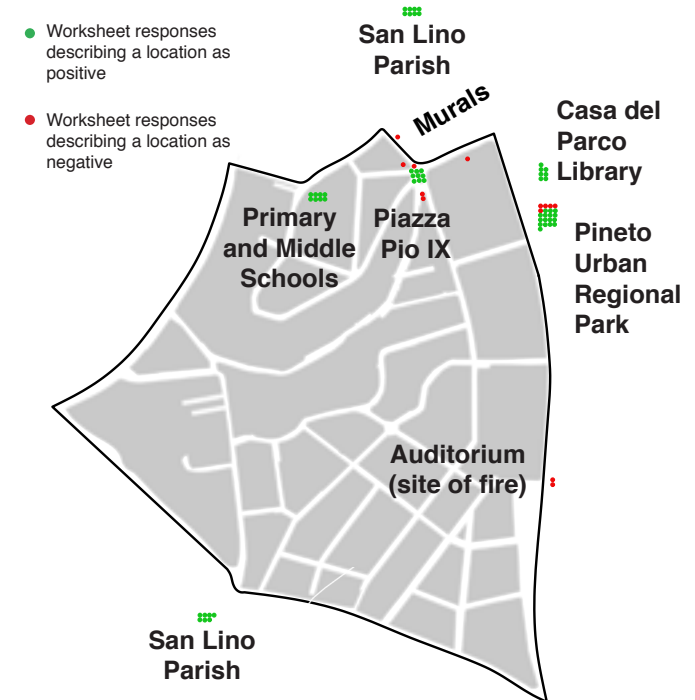 Worksheet responses
describing a location as
positive
Worksheet responses
describing a location as
negative
San Lino
Parish
Murals
Casa del
Parco
Library
Primary
and Middle
Schools
Piazza
Pio IX
Pineto
Urban
Regional
Park
Auditorium
(site of fire)
San Lino
Parish